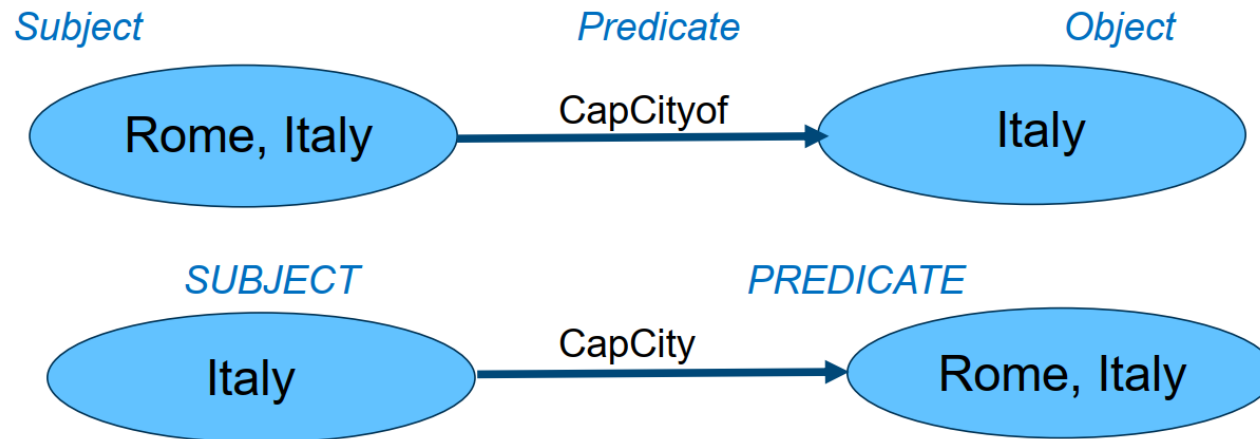 Subject Predicate Object
CapCityof
Rome, Italy Italy
SUBJECT PREDICATE
CapCity
Italy Rome, Italy